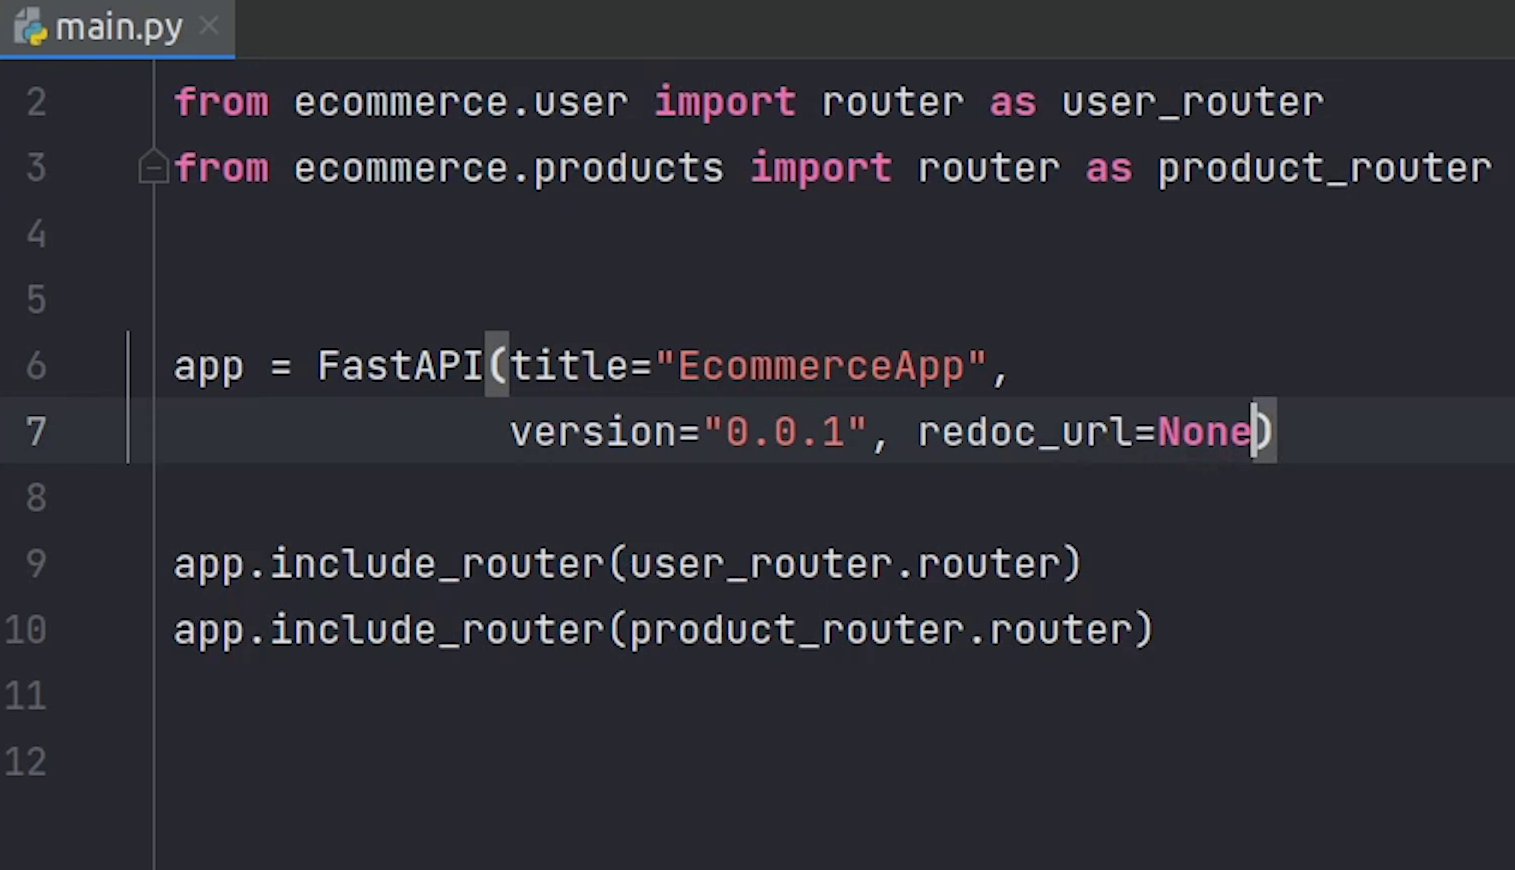 main.py
2 from ecommerce.user import router as user_router
3 from ecommerce.products import router as product_router
4
5
6 app = FastAPI(title="EcommerceApp",
7 version="0.0.1", redoc_url=None)
8
9 app.include_router(user_router.router)
10 app.include_router(product_router.router)
11
12